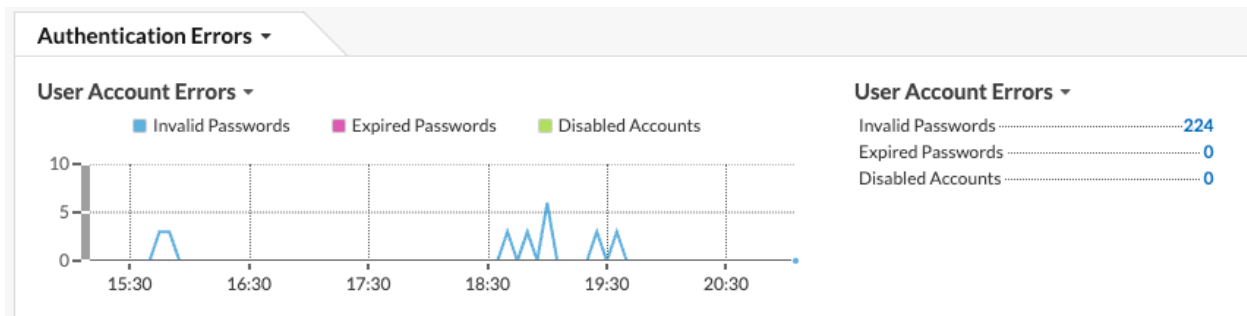 Authentication Errors
User Account Errors
Invalid Passwords Expired Passwords Disabled Accounts
10
5
0
15:30 16:30 17:30 18:30 19:30 20:30
User Account Errors
Invalid Passwords 224
Expired Passwords 0
Disabled Accounts 0